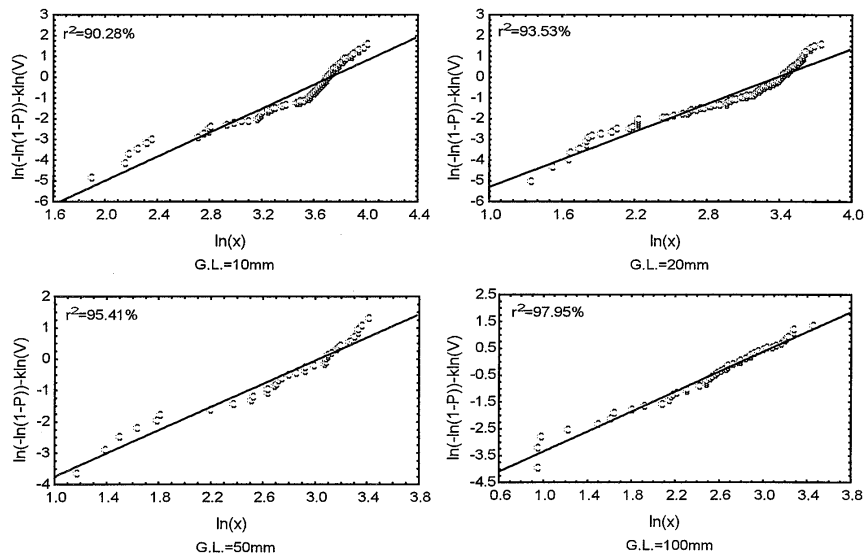 r²=90.28%
ln(-ln(1-P))-kln(V)
3
2
1
0
-1
-2
-3
-4
-5
-6
1.6 2.0 2.4 2.8 3.2 3.6 4.0 4.4
ln(x)
G.L.=10mm
r²=93.53%
ln(-ln(1-P))-kln(V)
3
2
1
0
-1
-2
-3
-4
-5
-6
1.0 1.6 2.2 2.8 3.4 4.0
ln(x)
G.L.=20mm
r²=95.41%
ln(-ln(1-P))-kln(V)
2
1
0
-1
-2
-3
-4
1.0 1.4 1.8 2.2 2.6 3.0 3.4 3.8
ln(x)
G.L.=50mm
r²=97.95%
ln(-ln(1-P))-kln(V)
2.5
1.5
0.5
-0.5
-1.5
-2.5
-3.5
-4.5
0.6 1.0 1.4 1.8 2.2 2.6 3.0 3.4 3.8
ln(x)
G.L.=100mm